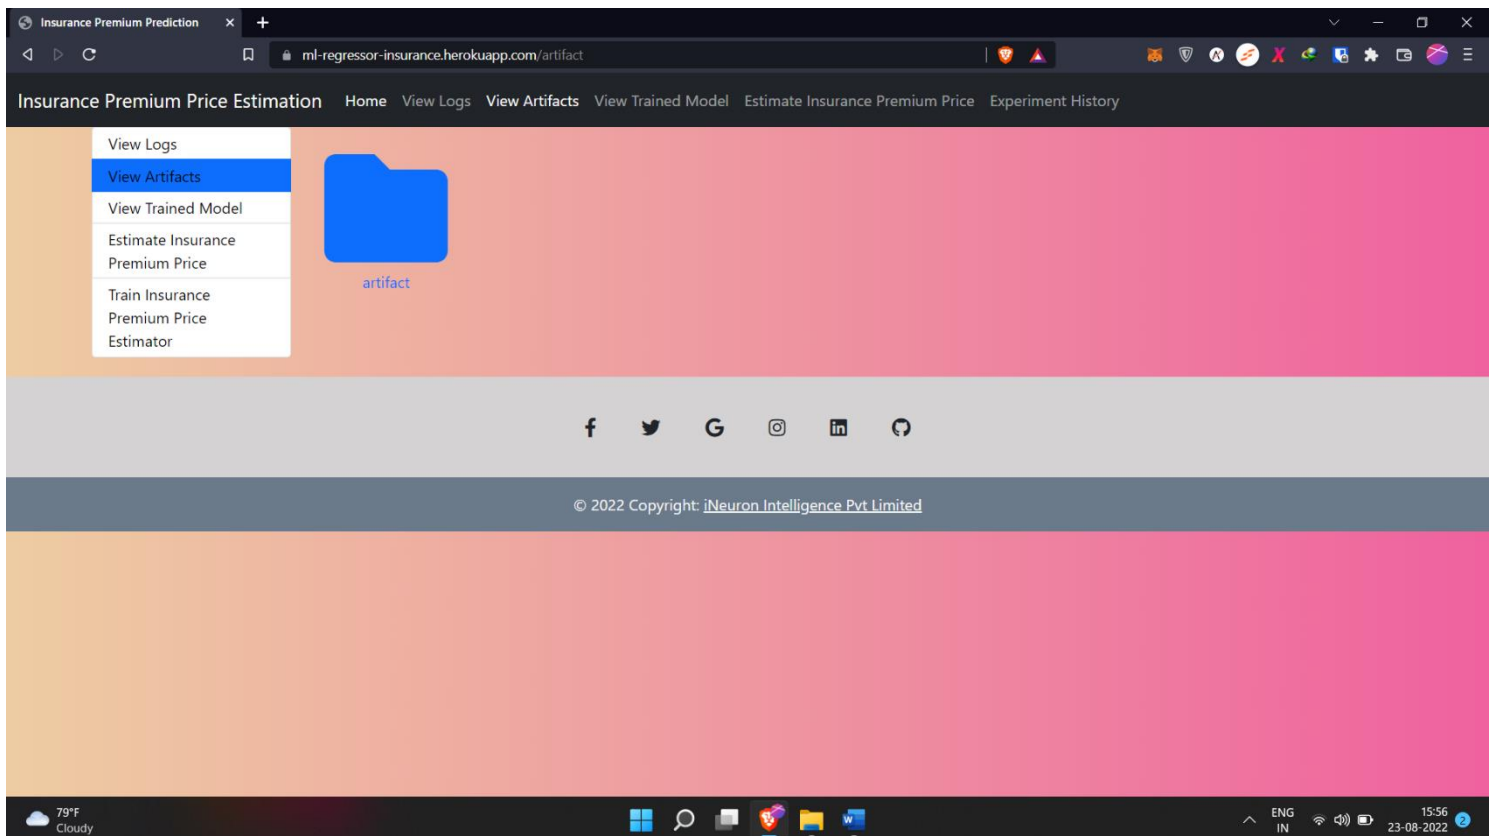 Insurance Premium Prediction
ml-regressor-insurance.herokuapp.com/artifact
Insurance Premium Price Estimation Home View Logs View Artifacts View Trained Model Estimate Insurance Premium Price Experiment History
View Logs
View Artifacts
View Trained Model
Estimate Insurance
Premium Price
Train Insurance
Premium Price
Estimator
artifact
© 2022 Copyright: iNeuron Intelligence Pvt Limited
79°F
Cloudy
ENG
IN
15:56
23-08-2022
2